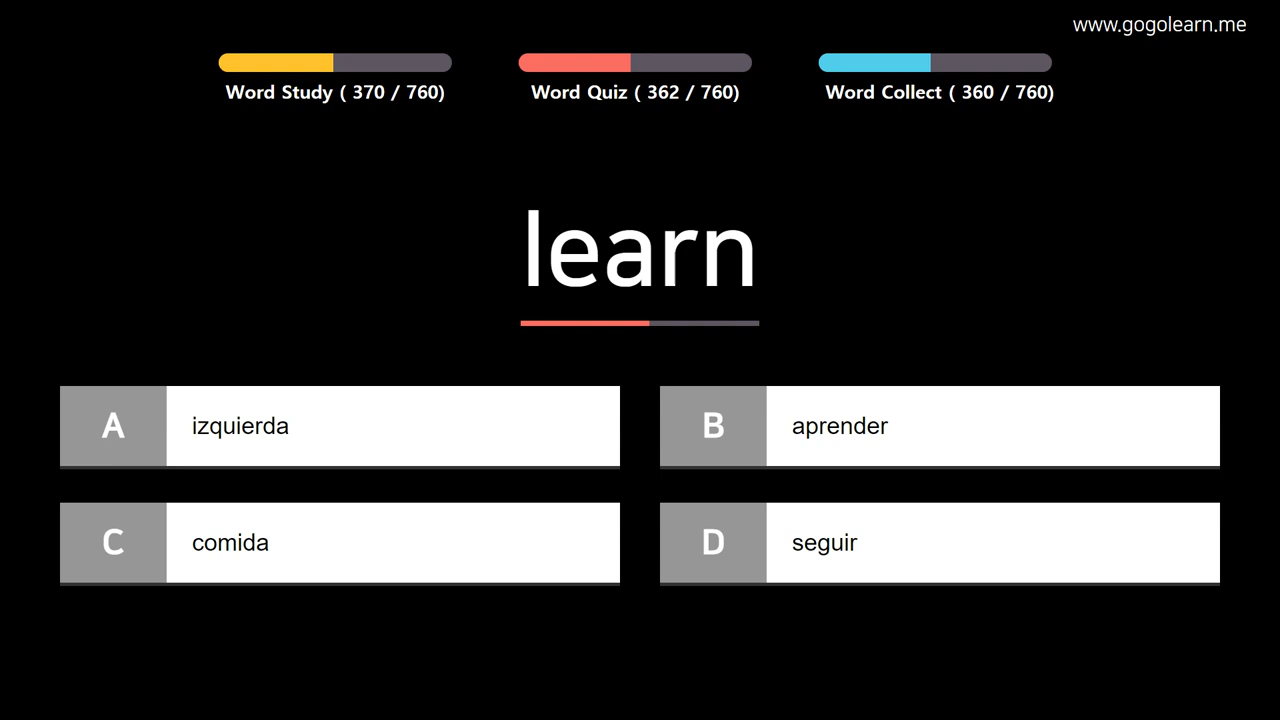 www.gogolearn.me
Word Study ( 370 / 760)
Word Quiz ( 362 / 760)
Word Collect ( 360 / 760)
learn
A izquierda
B aprender
C comida
D seguir